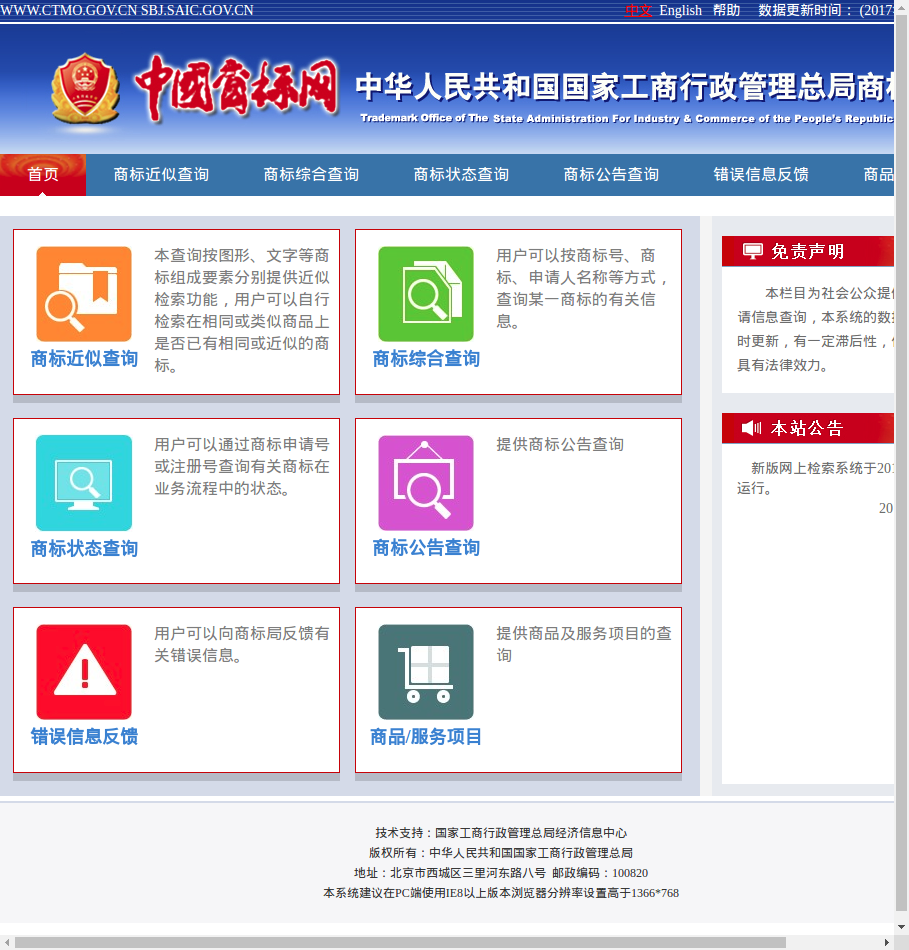 WWW.CTMO.GOV.CN SBJ.SAIC.GOV.CN 中文 English 帮助 数据更新时间： (2017
中国商标网
中华人民共和国国家工商行政管理总局商标
Trademark Office of The State Administration For Industry & Commerce of the People's Republic
首页 商标近似查询 商标综合查询 商标状态查询 商标公告查询 错误信息反馈 商品
本查询按图形、文字等商
标组成要素分别提供近似
检索功能，用户可以自行
检索在相同或类似商品上
是否已有相同或近似的商
标。
商标近似查询
用户可以按商标号、商
标、申请人名称等方式，
查询某一商标的有关信
息。
商标综合查询
用户可以通过商标申请号
或注册号查询有关商标在
业务流程中的状态。
商标状态查询
提供商标公告查询
商标公告查询
用户可以向商标局反馈有
关错误信息。
错误信息反馈
提供商品及服务项目的查
询
商品/服务项目
免责声明
本栏目为社会公众提
请信息查询，本系统的数
时更新，有一定滞后性，
具有法律效力。
本站公告
新版网上检索系统于201
运行。
20
技术支持：国家工商行政管理总局经济信息中心
版权所有：中华人民共和国国家工商行政管理总局
地址：北京市西城区三里河东路八号 邮政编码：100820
本系统建议在PC端使用IE8以上版本浏览器分辨率设置高于1366*768